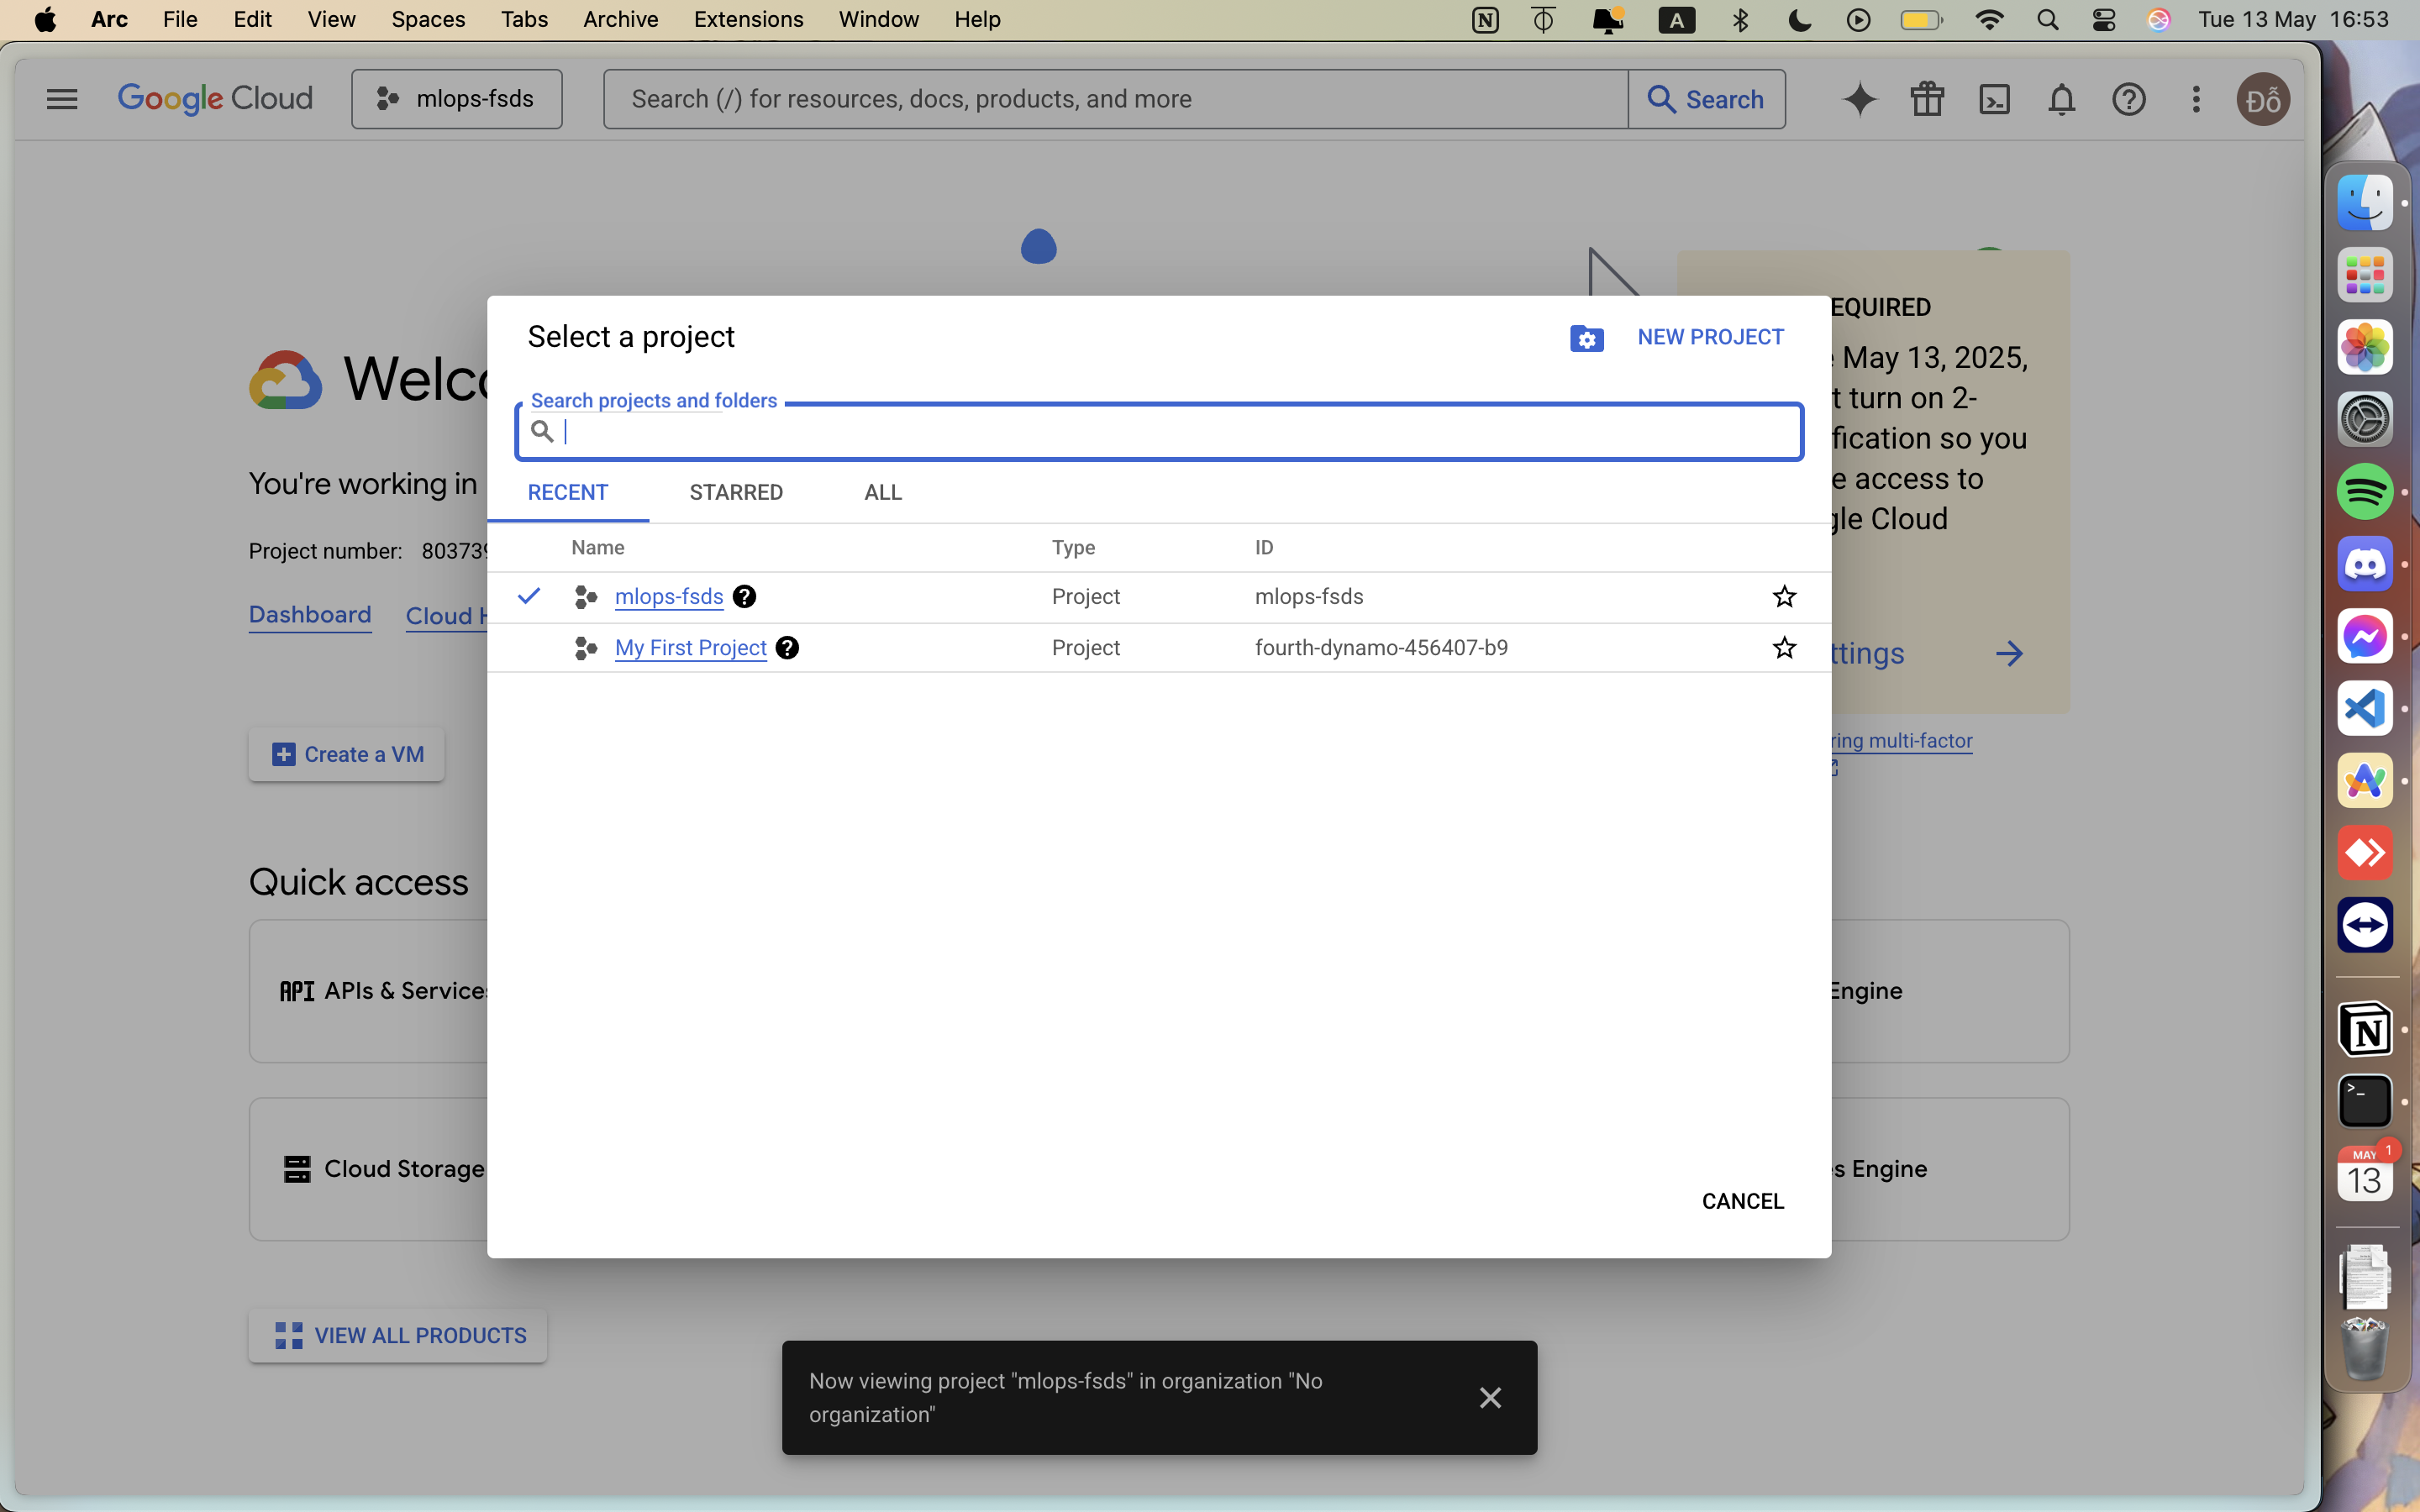 Arc File Edit View Spaces Tabs Archive Extensions Window Help A Tue 13 May 16:53
Google Cloud mlops-fsds Search (/) for resources, docs, products, and more Search Đỗ
Welco
You're working in
Project number: 80373
Dashboard Cloud H
Create a VM
Quick access
API APIs & Services
Cloud Storage
VIEW ALL PRODUCTS
Select a project
NEW PROJECT
Search projects and folders
RECENT STARRED ALL
Name Type ID
mlops-fsds ? Project mlops-fsds
My First Project ? Project fourth-dynamo-456407-b9
CANCEL
EQUIRED
May 13, 2025,
t turn on 2-
fication so you
e access to
gle Cloud
ttings
ring multi-factor
Engine
s Engine
Now viewing project "mlops-fsds" in organization "No
organization"
MAY
13
1